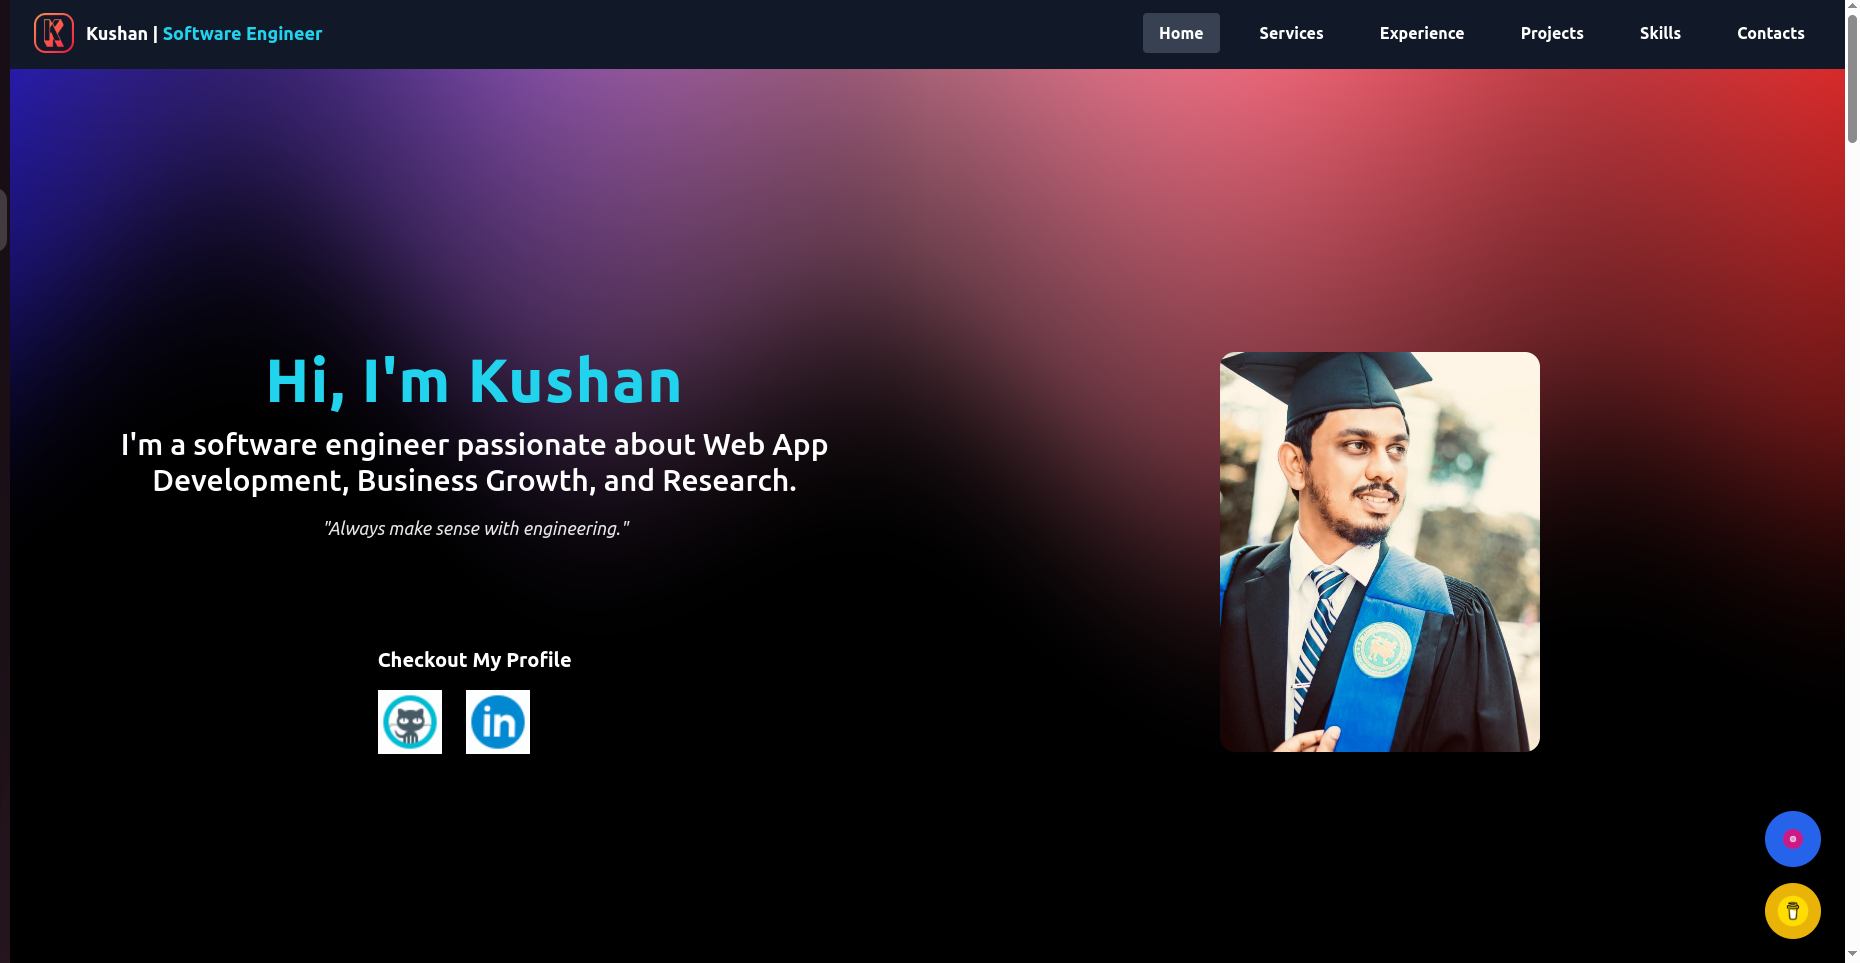 K
Kushan | Software Engineer
Home
Services
Experience
Projects
Skills
Contacts
Hi, I'm Kushan
I'm a software engineer passionate about Web App
Development, Business Growth, and Research.
"Always make sense with engineering."
Checkout My Profile
in